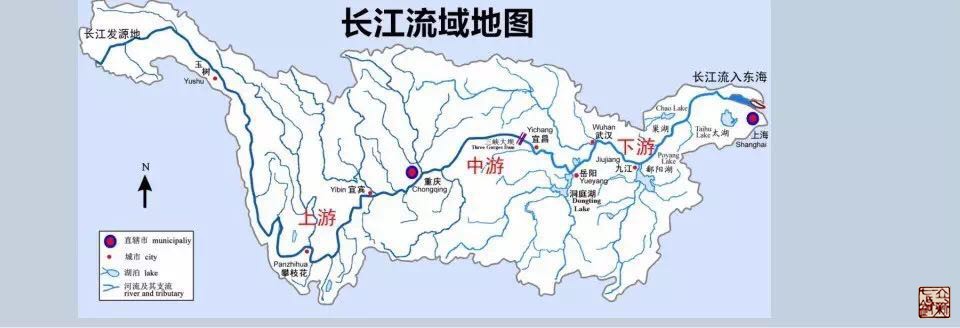 长江流域地图
长江发源地
玉树
Yushu
长江流入东海
Chao Lake
巢湖
Taihu Lake
太湖
上海
Shanghai
Wuhan
武汉
下游
Yichang
宜昌
三峡大坝
Three Gorges Dam
中游
Jiujiang
九江
Poyang Lake
鄱阳湖
岳阳
Yueyang
洞庭湖
Dongting
Lake
重庆
Chongqing
Yibin 宜宾
上游
Panzhihua
攀枝花
N
直辖市 municipaliy
城市 city
湖泊 lake
河流及其支流
river and tributary